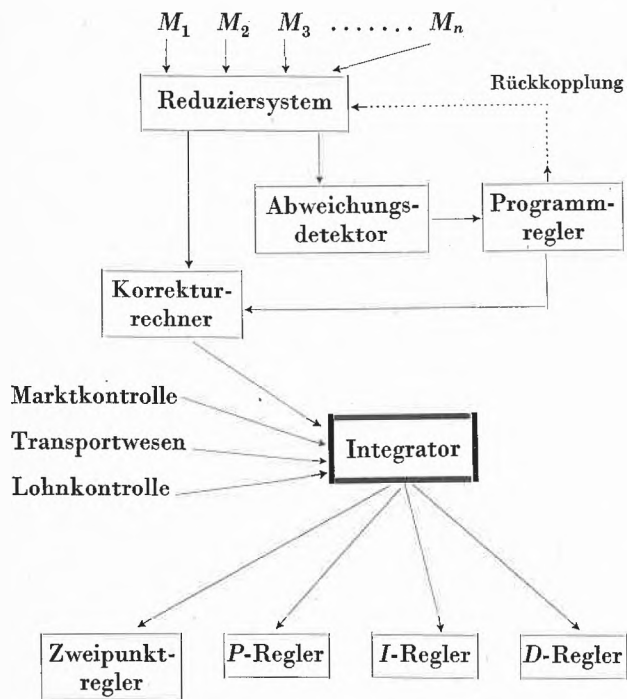 M₁ M₂ M₃ ....... Mₙ
Reduziersystem
Rückkopplung
Abweichungs-
detektor
Programm-
regler
Korrektur-
rechner
Marktkontrolle
Transportwesen
Lohnkontrolle
Integrator
Zweipunkt-
regler
P-Regler
I-Regler
D-Regler